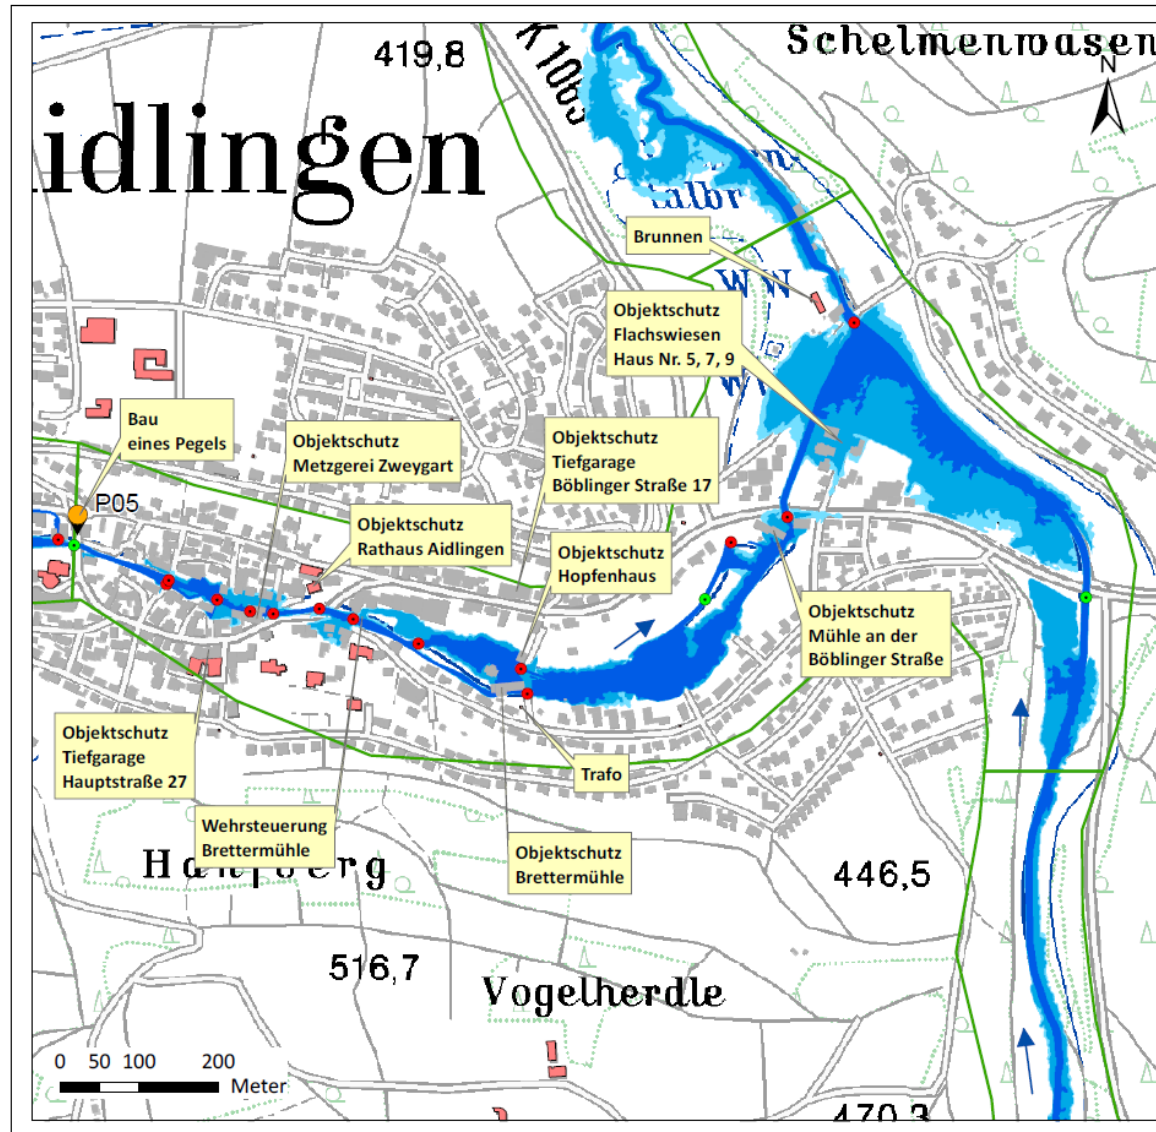 419,8
K 1063
Schelmenwasen
N
idlingen
talbr
Brunnen
W W
Objektschutz
Flachswiesen
Haus Nr. 5, 7, 9
W W
Bau
eines Pegels
P05
Objektschutz
Metzgerei Zweygart
Objektschutz
Tiefgarage
Böblinger Straße 17
Objektschutz
Rathaus Aidlingen
Objektschutz
Hopfenhaus
Objektschutz
Mühle an der
Böblinger Straße
Objektschutz
Tiefgarage
Hauptstraße 27
Trafo
Wehrsteuerung
Brettermühle
Objektschutz
Brettermühle
446,5
516,7
Vogelherdle
0 50 100 200
Meter
470,3